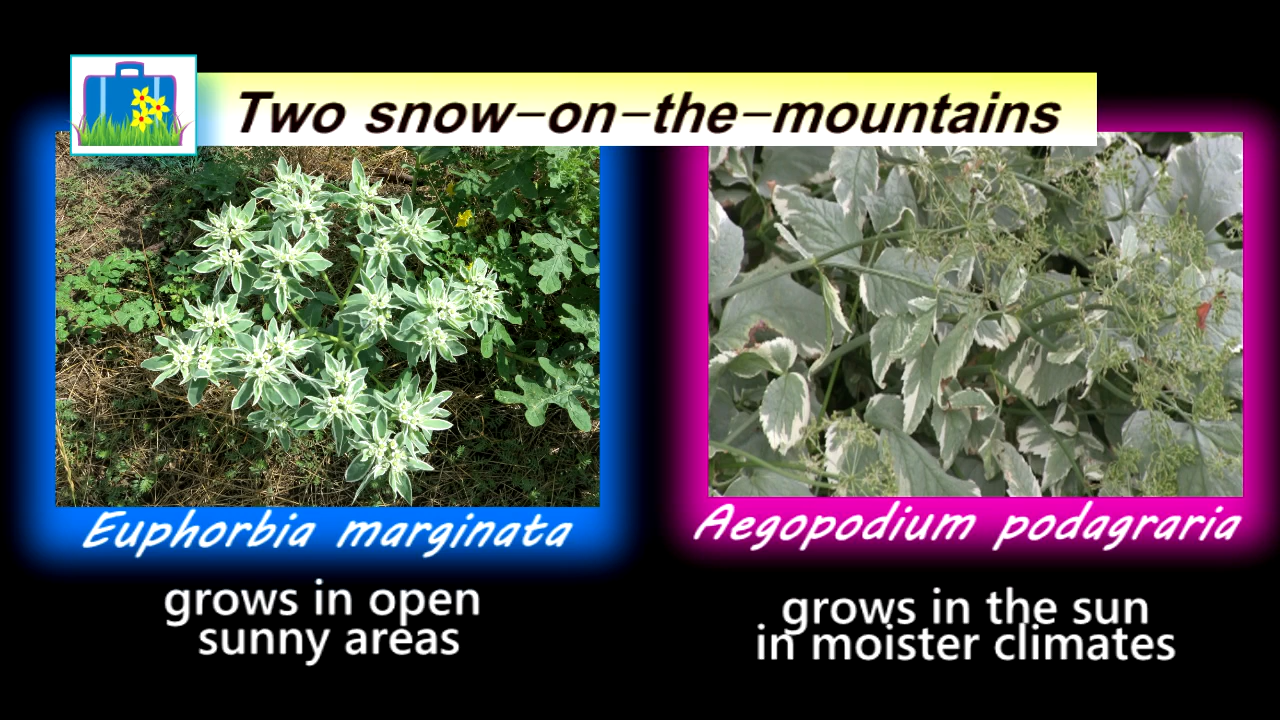 Two snow-on-the-mountains
Euphorbia marginata
grows in open
sunny areas
Aegopodium podagraria
grows in the sun
in moister climates